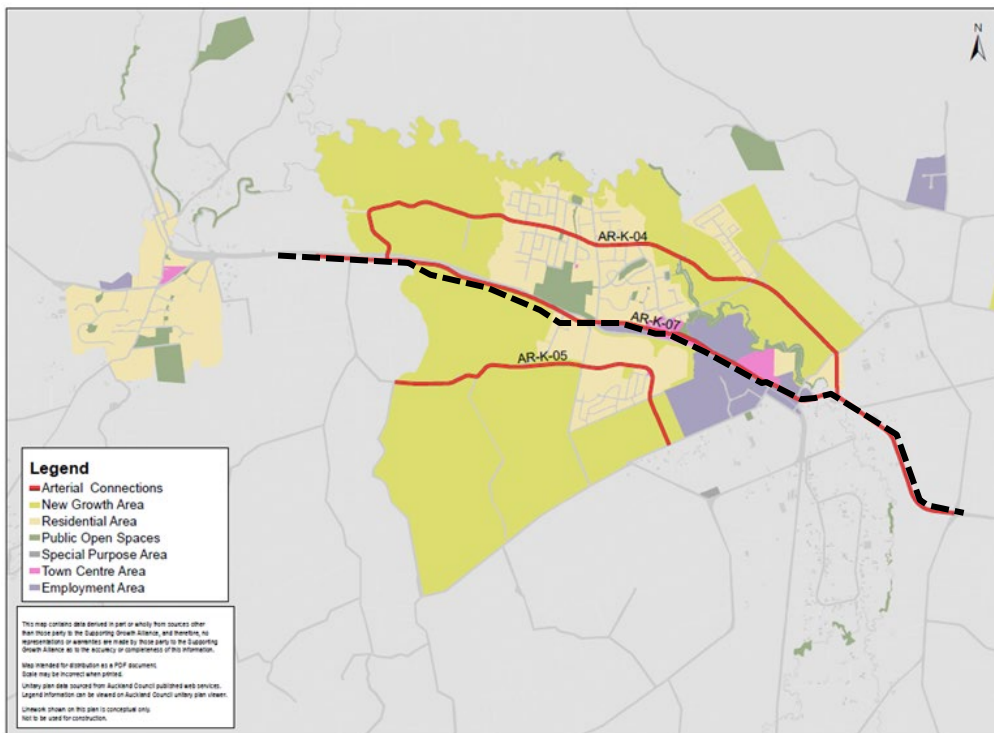 N
AR-K-04
AR-K-07
AR-K-05
Legend
Arterial Connections
New Growth Area
Residential Area
Public Open Spaces
Special Purpose Area
Town Centre Area
Employment Area
This map contains data derived in part or wholly from sources other
than those party to the Supporting Growth Alliance, and therefore, no
representations or warranties are made by those party to the Supporting
Growth Alliance as to the accuracy or completeness of this information.
Map intended for distribution as a PDF document.
Scale may be incorrect when printed.
Unitary plan data sourced from Auckland Council published web services.
Legend information can be viewed on Auckland Council unitary plan viewer.
Linework shown on this plan is conceptual only.
Not to be used for construction.